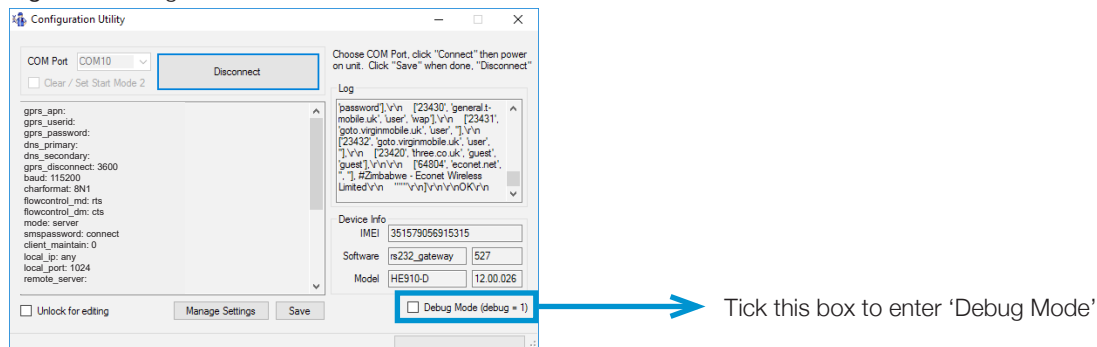 Configuration Utility
COM Port COM10
Clear / Set Start Mode 2
Disconnect
Choose COM Port, click "Connect" then power
on unit. Click "Save" when done, "Disconnect"
Log
'password'],\r\n ['23430', 'general.t-
mobile.uk', 'user', 'wap'],\r\n ['23431',
'goto.virginmobile.uk', 'user', ''],\r\n
['23432', 'goto.virginmobile.uk', 'user',
''],\r\n ['23420', 'three.co.uk', 'guest',
'guest'],\r\n\r\n ['64804', 'econet.net',
'', ''], #Zimbabwe - Econet Wireless
Limited\r\n """\r\n]\r\n\r\nOK\r\n
gprs_apn:
gprs_userid:
gprs_password:
dns_primary:
dns_secondary:
gprs_disconnect: 3600
baud: 115200
charformat: 8N1
flowcontrol_md: rts
flowcontrol_dm: cts
mode: server
smspassword: connect
client_maintain: 0
local_ip: any
local_port: 1024
remote_server:
Device Info
IMEI 351579056915315
Software rs232_gateway 527
Model HE910-D 12.00.026
Unlock for editing
Manage Settings
Save
Debug Mode (debug = 1)
Tick this box to enter ‘Debug Mode’